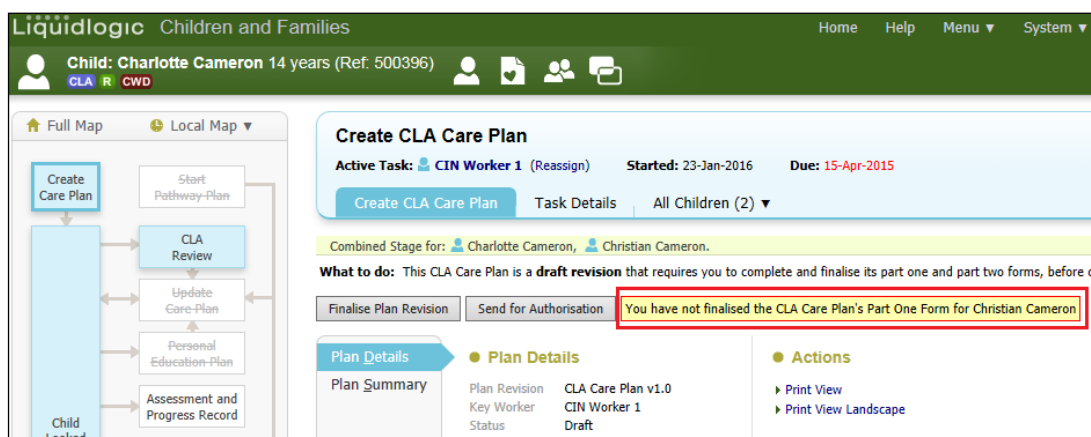 Liquidlogic Children and Families
Home Help Menu ▼ System ▼
Child: Charlotte Cameron 14 years (Ref: 500396)
CLA R CWD
Full Map Local Map ▼
Create
Care Plan
Start
Pathway Plan
CLA
Review
Update
Care Plan
Personal
Education Plan
Assessment and
Progress Record
Child
Looked
Create CLA Care Plan
Active Task: CIN Worker 1 (Reassign) Started: 23-Jan-2016 Due: 15-Apr-2015
Create CLA Care Plan Task Details All Children (2) ▼
Combined Stage for: Charlotte Cameron, Christian Cameron.
What to do: This CLA Care Plan is a draft revision that requires you to complete and finalise its part one and part two forms, before
Finalise Plan Revision Send for Authorisation You have not finalised the CLA Care Plan's Part One Form for Christian Cameron
Plan Details
Plan Summary
Plan Details
Plan Revision CLA Care Plan v1.0
Key Worker CIN Worker 1
Status Draft
Actions
Print View
Print View Landscape